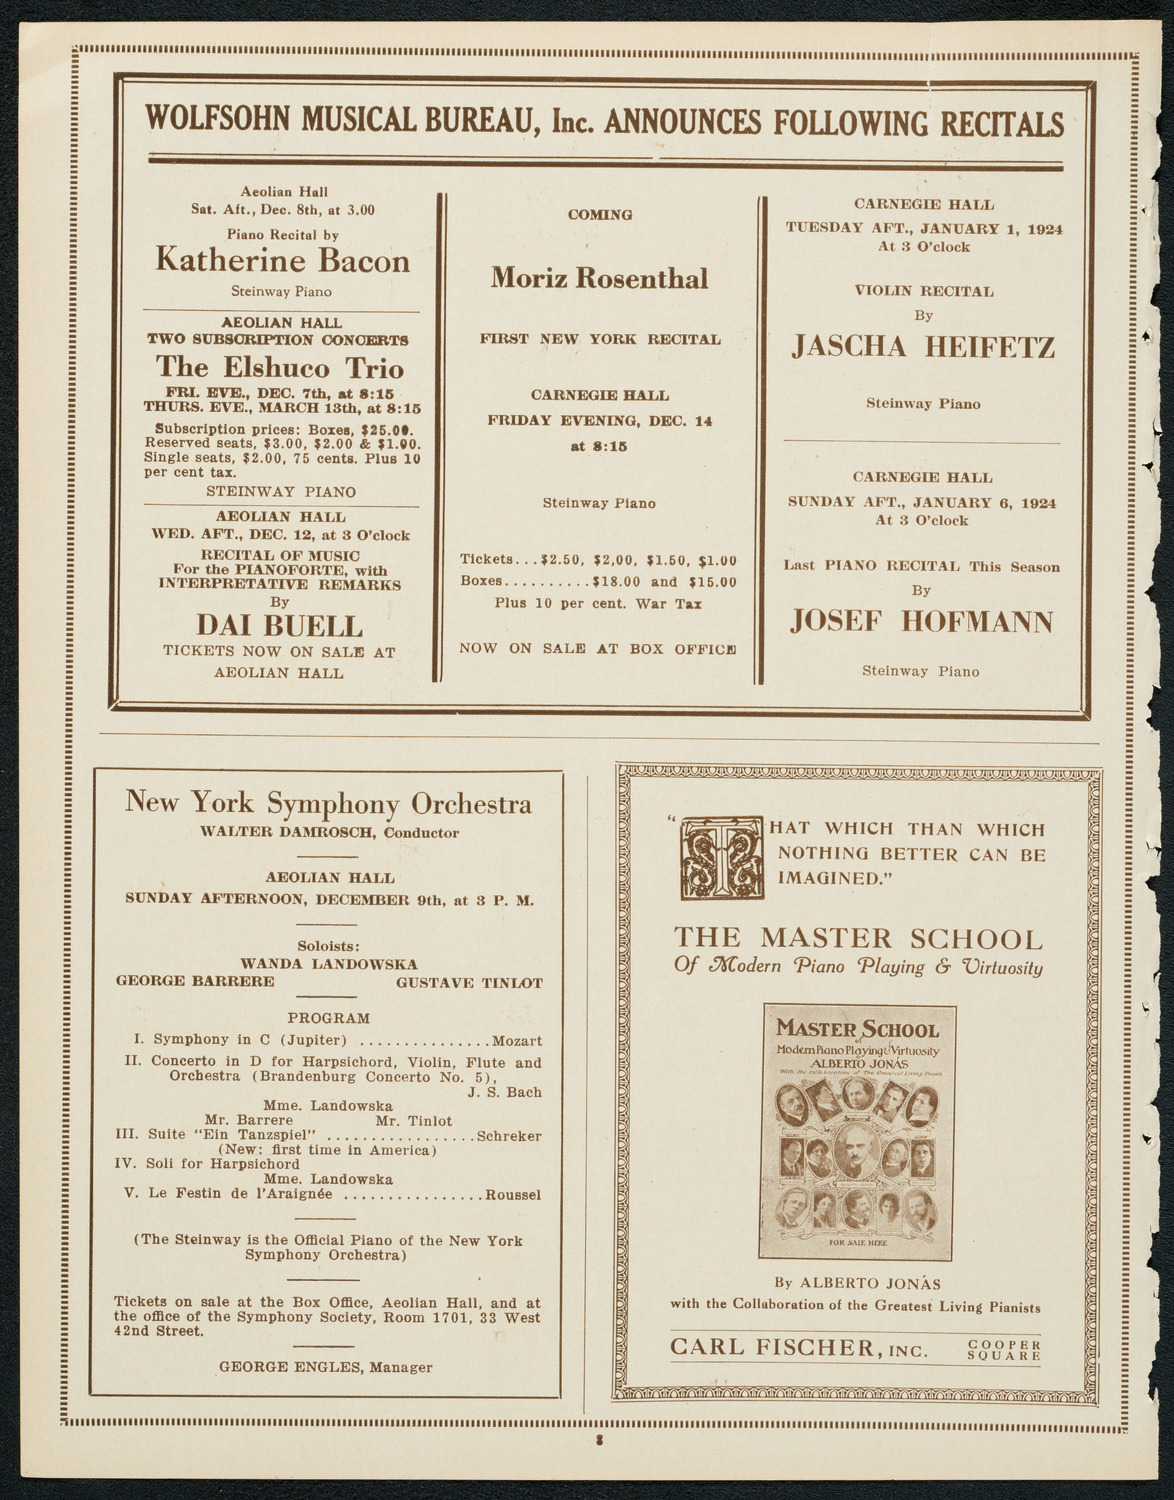 WOLFSOHN MUSICAL BUREAU, Inc. ANNOUNCES FOLLOWING RECITALS
Aeolian Hall
Sat. Aft., Dec. 8th, at 3.00
Piano Recital by
Katherine Bacon
Steinway Piano
AEOLIAN HALL
TWO SUBSCRIPTION CONCERTS
The Elshuco Trio
FRI. EVE., DEC. 7th, at 8:15
THURS. EVE., MARCH 13th, at 8:15
Subscription prices: Boxes, $25.00.
Reserved seats, $3.00, $2.00 & $1.00.
Single seats, $2.00, 75 cents. Plus 10
per cent tax.
STEINWAY PIANO
AEOLIAN HALL
WED. AFT., DEC. 12, at 3 O'clock
RECITAL OF MUSIC
For the PIANOFORTE, with
INTERPRETATIVE REMARKS
By
DAI BUELL
TICKETS NOW ON SALE AT
AEOLIAN HALL
COMING
Moriz Rosenthal
FIRST NEW YORK RECITAL
CARNEGIE HALL
FRIDAY EVENING, DEC. 14
at 8:15
Steinway Piano
Tickets...$2.50, $2,00, $1.50, $1.00
Boxes..........$18.00 and $15.00
Plus 10 per cent. War Tax
NOW ON SALE AT BOX OFFICE
CARNEGIE HALL
TUESDAY AFT., JANUARY 1, 1924
At 3 O'clock
VIOLIN RECITAL
By
JASCHA HEIFETZ
Steinway Piano
CARNEGIE HALL
SUNDAY AFT., JANUARY 6, 1924
At 3 O'clock
Last PIANO RECITAL This Season
By
JOSEF HOFMANN
Steinway Piano
New York Symphony Orchestra
WALTER DAMROSCH, Conductor
AEOLIAN HALL
SUNDAY AFTERNOON, DECEMBER 9th, at 3 P. M.
Soloists:
WANDA LANDOWSKA
GEORGE BARRERE GUSTAVE TINLOT
PROGRAM
I. Symphony in C (Jupiter) ...............Mozart
II. Concerto in D for Harpsichord, Violin, Flute and
Orchestra (Brandenburg Concerto No. 5),
J. S. Bach
Mme. Landowska
Mr. Barrere Mr. Tinlot
III. Suite "Ein Tanzspiel" .................Schreker
(New: first time in America)
IV. Soli for Harpsichord
Mme. Landowska
V. Le Festin de l'Araignée ................Roussel
(The Steinway is the Official Piano of the New York
Symphony Orchestra)
Tickets on sale at the Box Office, Aeolian Hall, and at
the office of the Symphony Society, Room 1701, 33 West
42nd Street.
GEORGE ENGLES, Manager
"THAT WHICH THAN WHICH
NOTHING BETTER CAN BE
IMAGINED."
THE MASTER SCHOOL
Of Modern Piano Playing & Virtuosity
MASTER SCHOOL
of
Modern Piano Playing & Virtuosity
ALBERTO JONÁS
With the collaboration of The Greatest Living
FOR SALE HERE
By ALBERTO JONÁS
with the Collaboration of the Greatest Living Pianists
CARL FISCHER, INC. COOPER
SQUARE
8